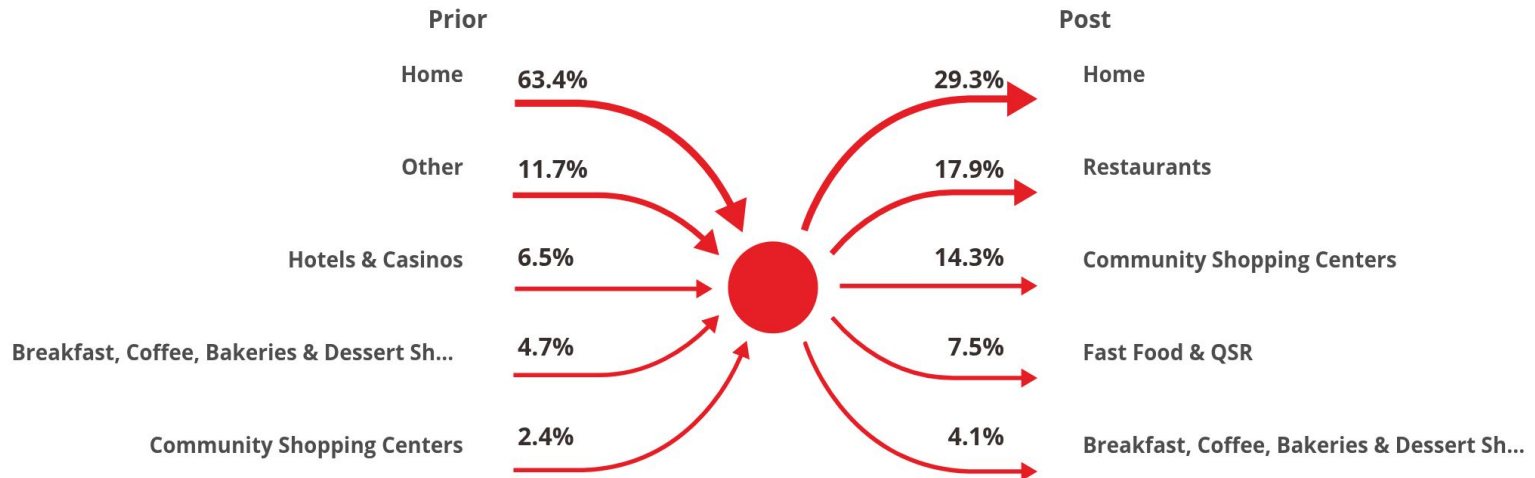 Prior
Post
Home
63.4%
29.3%
Home
Other
11.7%
17.9%
Restaurants
Hotels & Casinos
6.5%
14.3%
Community Shopping Centers
Breakfast, Coffee, Bakeries & Dessert Sh...
4.7%
7.5%
Fast Food & QSR
Community Shopping Centers
2.4%
4.1%
Breakfast, Coffee, Bakeries & Dessert Sh...